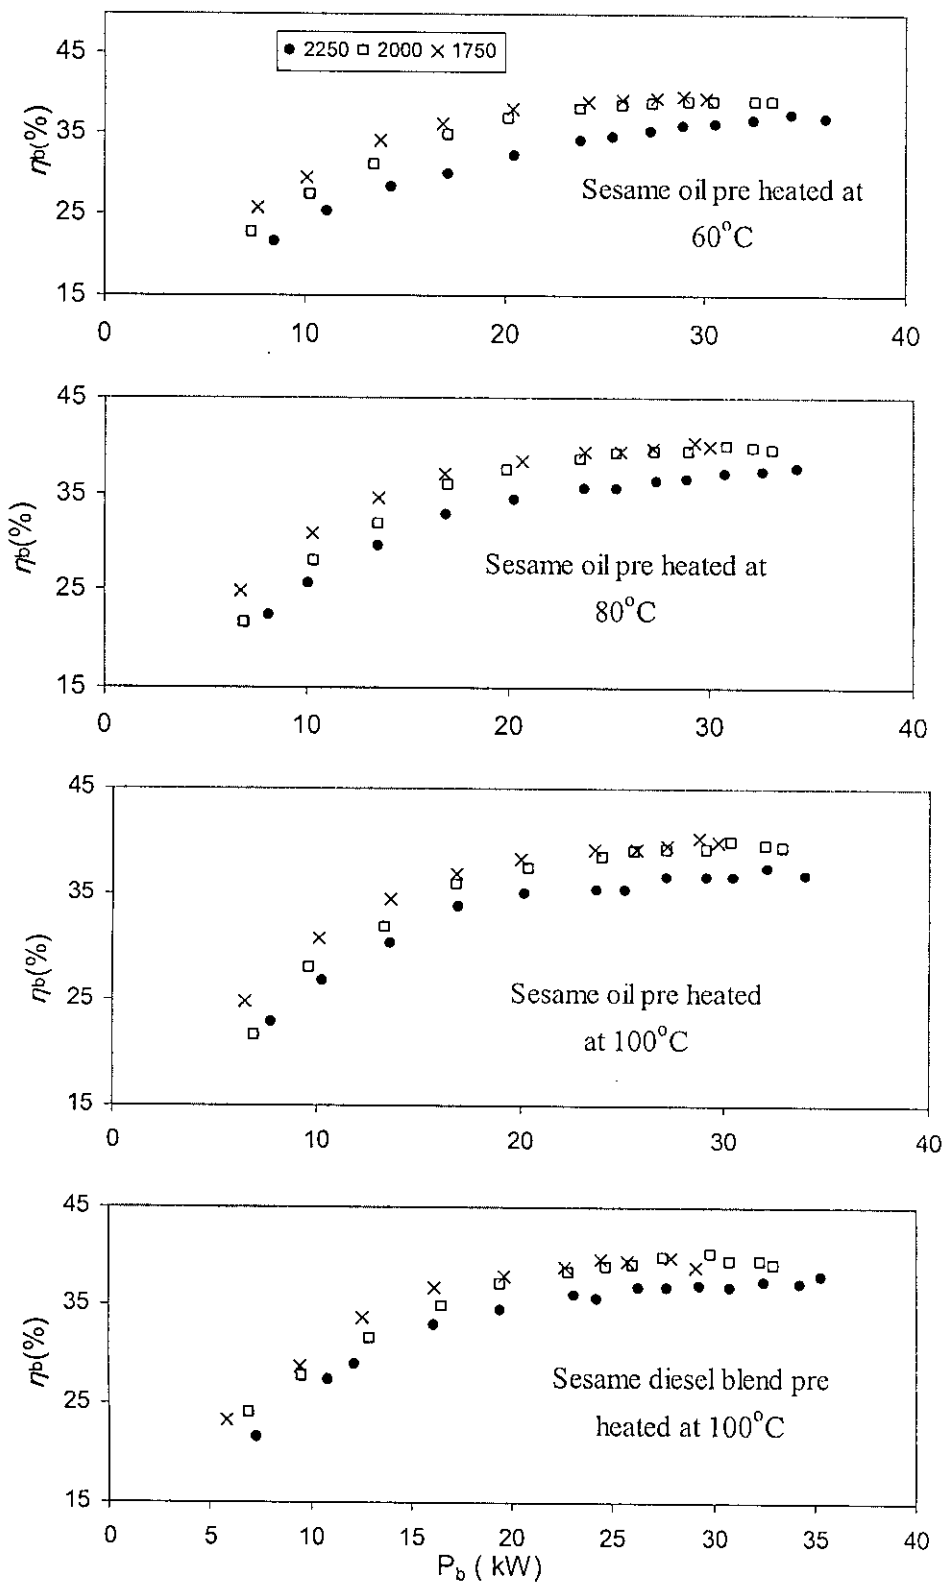 45
● 2250 □ 2000 × 1750
35
ηb(%)
Sesame oil pre heated at
60°C
25
15
0 10 20 30 40
45
35
ηb(%)
Sesame oil pre heated at
80°C
25
15
0 10 20 30 40
45
35
ηb(%)
Sesame oil pre heated
at 100°C
25
15
0 10 20 30 40
45
35
ηb(%)
Sesame diesel blend pre
heated at 100°C
25
15
0 5 10 15 20 25 30 35 40
Pb ( kW)